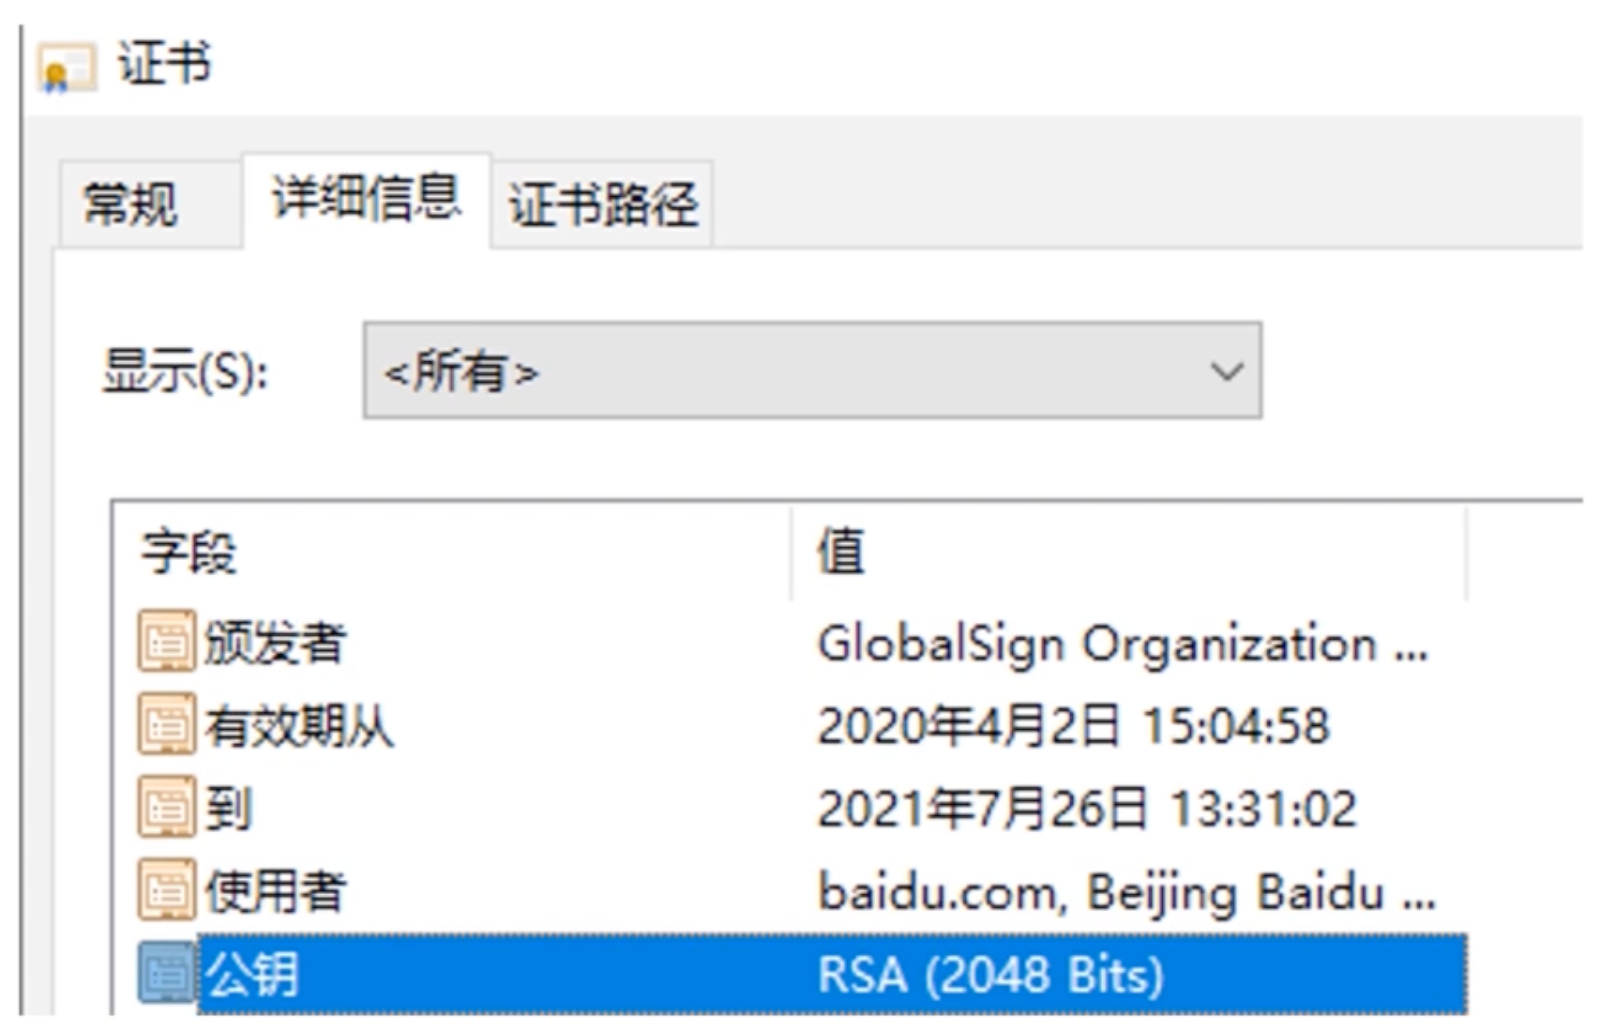 证书
常规 详细信息 证书路径
显示(S): <所有>
字段 值
颁发者 GlobalSign Organization ...
有效期从 2020年4月2日 15:04:58
到 2021年7月26日 13:31:02
使用者 baidu.com, Beijing Baidu ...
公钥 RSA (2048 Bits)